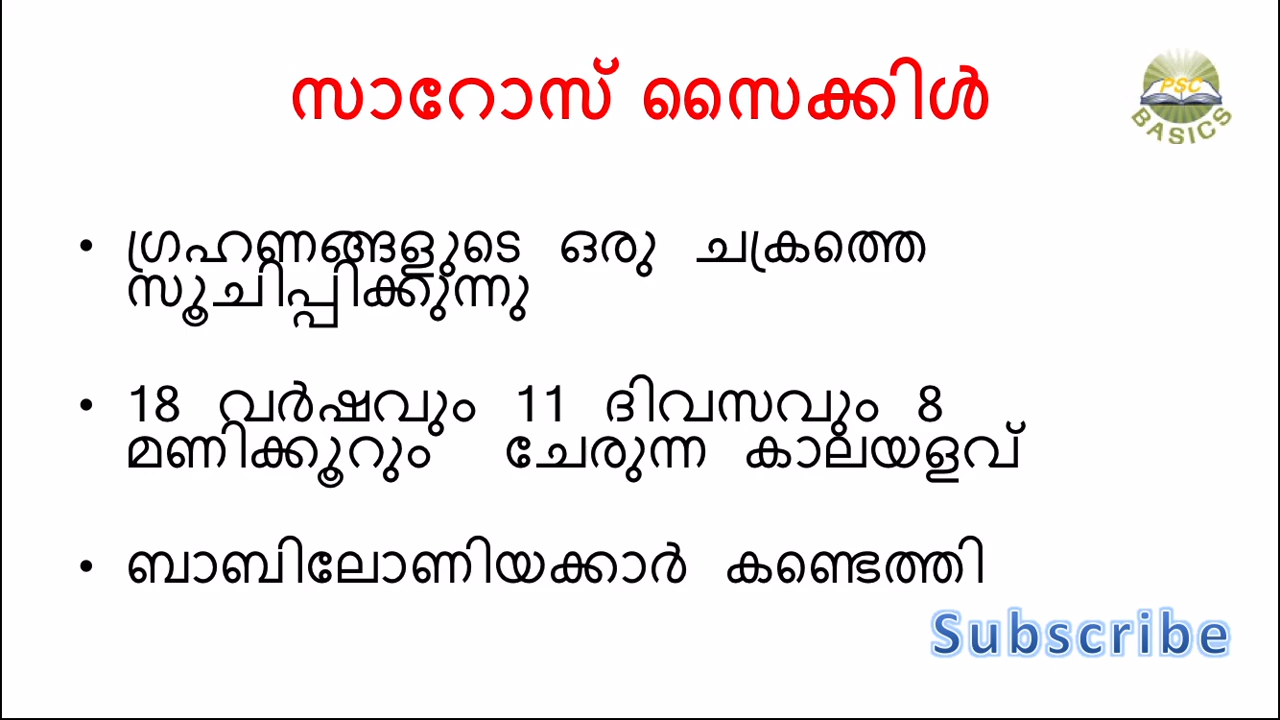 സാറോസ് സൈക്കിൾ
PSC
BASICS
• ഗ്രഹണങ്ങളുടെ ഒരു ചക്രത്തെ
സൂചിപ്പിക്കുന്നു
• 18 വർഷവും 11 ദിവസവും 8
മണിക്കൂറും ചേരുന്ന കാലയളവ്
• ബാബിലോണിയക്കാർ കണ്ടെത്തി
Subscribe